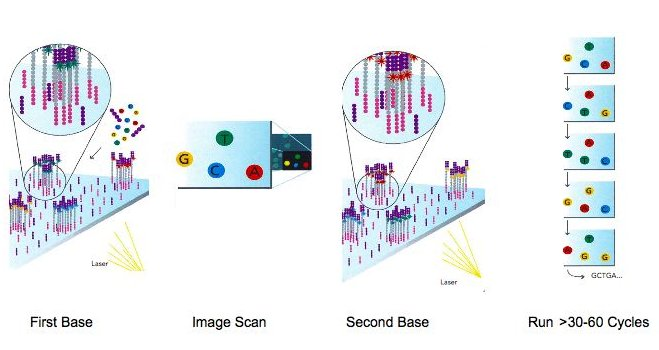 T
G
C
A
Laser
Laser
T
G
C
A
A
C
T
G
A
T
T
C
G
G
A
C
T
A
G
G
GCTGA...
First Base
Image Scan
Second Base
Run >30-60 Cycles